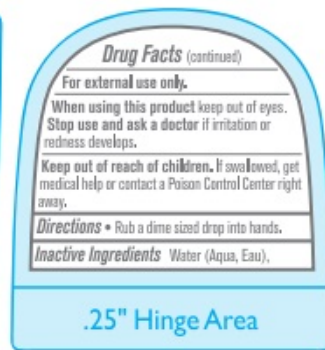 Drug Facts (continued)
For external use only.
When using this product keep out of eyes.
Stop use and ask a doctor if irritation or
redness develops.
Keep out of reach of children. If swallowed, get
medical help or contact a Poison Control Center right
away.
Directions • Rub a dime sized drop into hands.
Inactive Ingredients Water (Aqua, Eau),
.25" Hinge Area